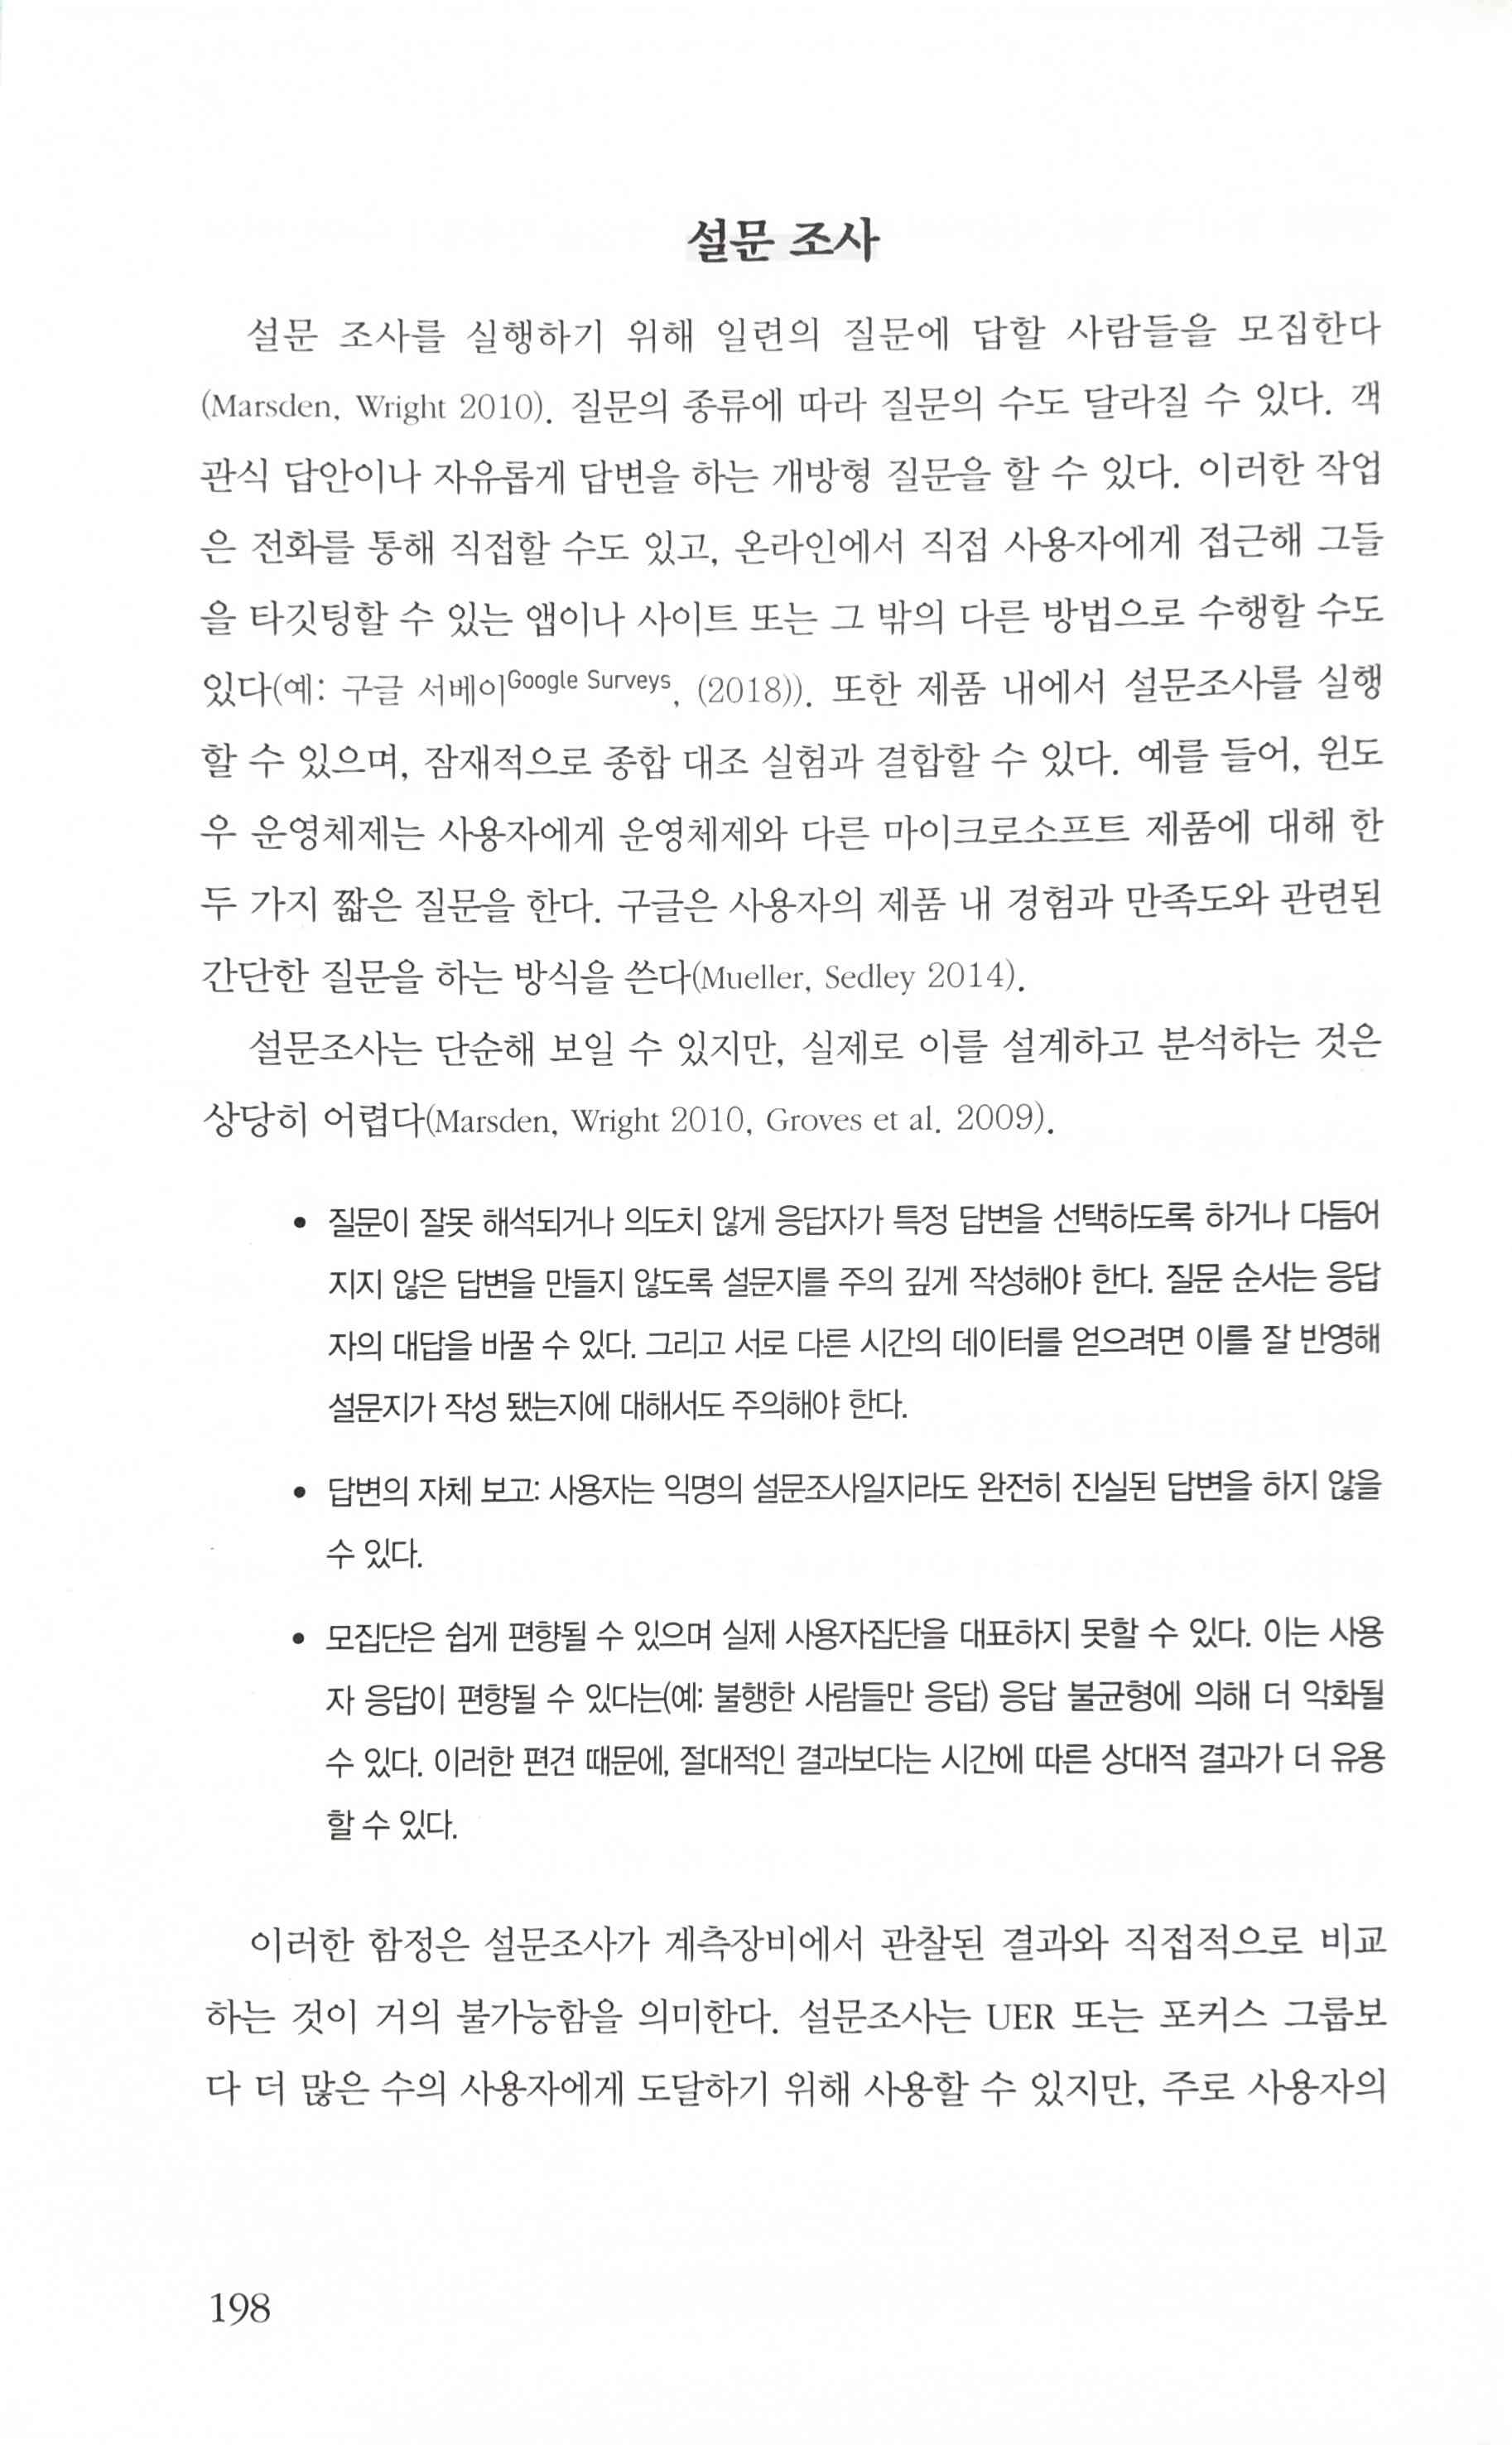 설문 조사
설문 조사를 실행하기 위해 일련의 질문에 답할 사람들을 모집한다
(Marsden, Wright 2010). 질문의 종류에 따라 질문의 수도 달라질 수 있다. 객
관식 답안이나 자유롭게 답변을 하는 개방형 질문을 할 수 있다. 이러한 작업
은 전화를 통해 직접할 수도 있고, 온라인에서 직접 사용자에게 접근해 그들
을 타깃팅할 수 있는 앱이나 사이트 또는 그 밖의 다른 방법으로 수행할 수도
있다(예: 구글 서베이Google Surveys, (2018)). 또한 제품 내에서 설문조사를 실행
할 수 있으며, 잠재적으로 종합 대조 실험과 결합할 수 있다. 예를 들어, 윈도
우 운영체제는 사용자에게 운영체제와 다른 마이크로소프트 제품에 대해 한
두 가지 짧은 질문을 한다. 구글은 사용자의 제품 내 경험과 만족도와 관련된
간단한 질문을 하는 방식을 쓴다(Mueller, Sedley 2014).
설문조사는 단순해 보일 수 있지만, 실제로 이를 설계하고 분석하는 것은
상당히 어렵다(Marsden, Wright 2010, Groves et al. 2009).
• 질문이 잘못 해석되거나 의도치 않게 응답자가 특정 답변을 선택하도록 하거나 다듬어
지지 않은 답변을 만들지 않도록 설문지를 주의 깊게 작성해야 한다. 질문 순서는 응답
자의 대답을 바꿀 수 있다. 그리고 서로 다른 시간의 데이터를 얻으려면 이를 잘 반영해
설문지가 작성 됐는지에 대해서도 주의해야 한다.
• 답변의 자체 보고: 사용자는 익명의 설문조사일지라도 완전히 진실된 답변을 하지 않을
수 있다.
• 모집단은 쉽게 편향될 수 있으며 실제 사용자집단을 대표하지 못할 수 있다. 이는 사용
자 응답이 편향될 수 있다는(예: 불행한 사람들만 응답) 응답 불균형에 의해 더 악화될
수 있다. 이러한 편견 때문에, 절대적인 결과보다는 시간에 따른 상대적 결과가 더 유용
할 수 있다.
이러한 함정은 설문조사가 계측장비에서 관찰된 결과와 직접적으로 비교
하는 것이 거의 불가능함을 의미한다. 설문조사는 UER 또는 포커스 그룹보
다 더 많은 수의 사용자에게 도달하기 위해 사용할 수 있지만, 주로 사용자의
198